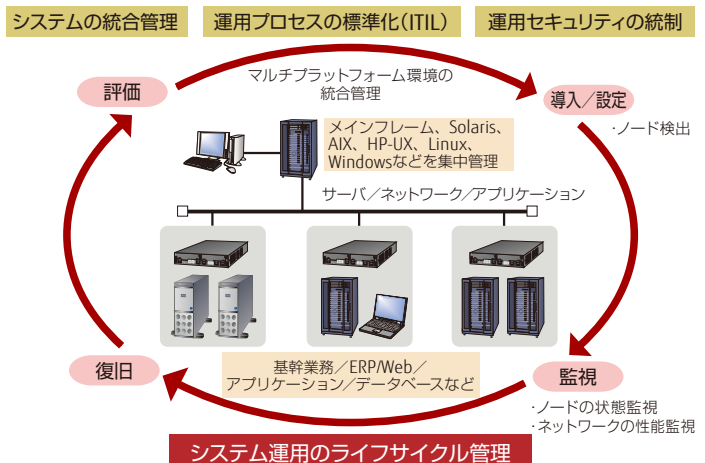 システムの統合管理
運用プロセスの標準化(ITIL)
運用セキュリティの統制
評価
マルチプラットフォーム環境の
統合管理
導入／設定
・ノード検出
メインフレーム、Solaris、
AIX、HP-UX、Linux、
Windowsなどを集中管理
サーバ／ネットワーク／アプリケーション
復旧
基幹業務／ERP/Web／
アプリケーション／データベースなど
監視
・ノードの状態監視
・ネットワークの性能監視
システム運用のライフサイクル管理